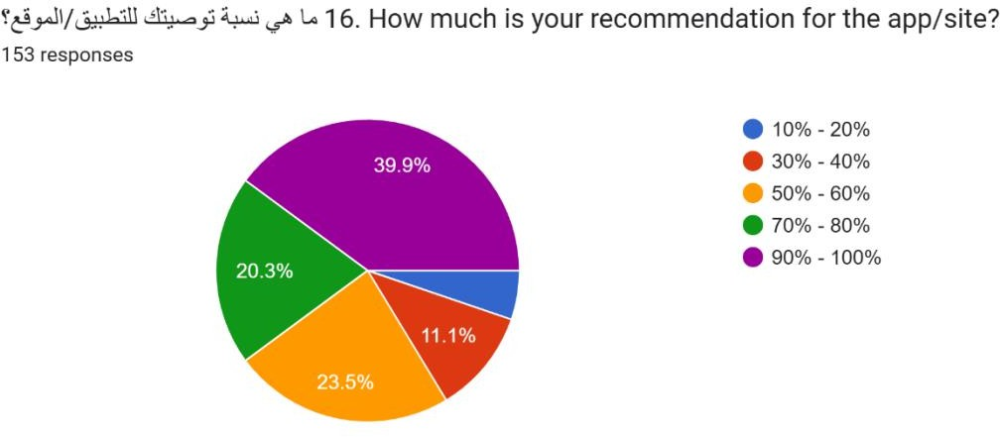 16. How much is your recommendation for the app/site? ما هي نسبة توصيتك للتطبيق/الموقع؟
153 responses
39.9%
20.3%
11.1%
23.5%
10% - 20%
30% - 40%
50% - 60%
70% - 80%
90% - 100%